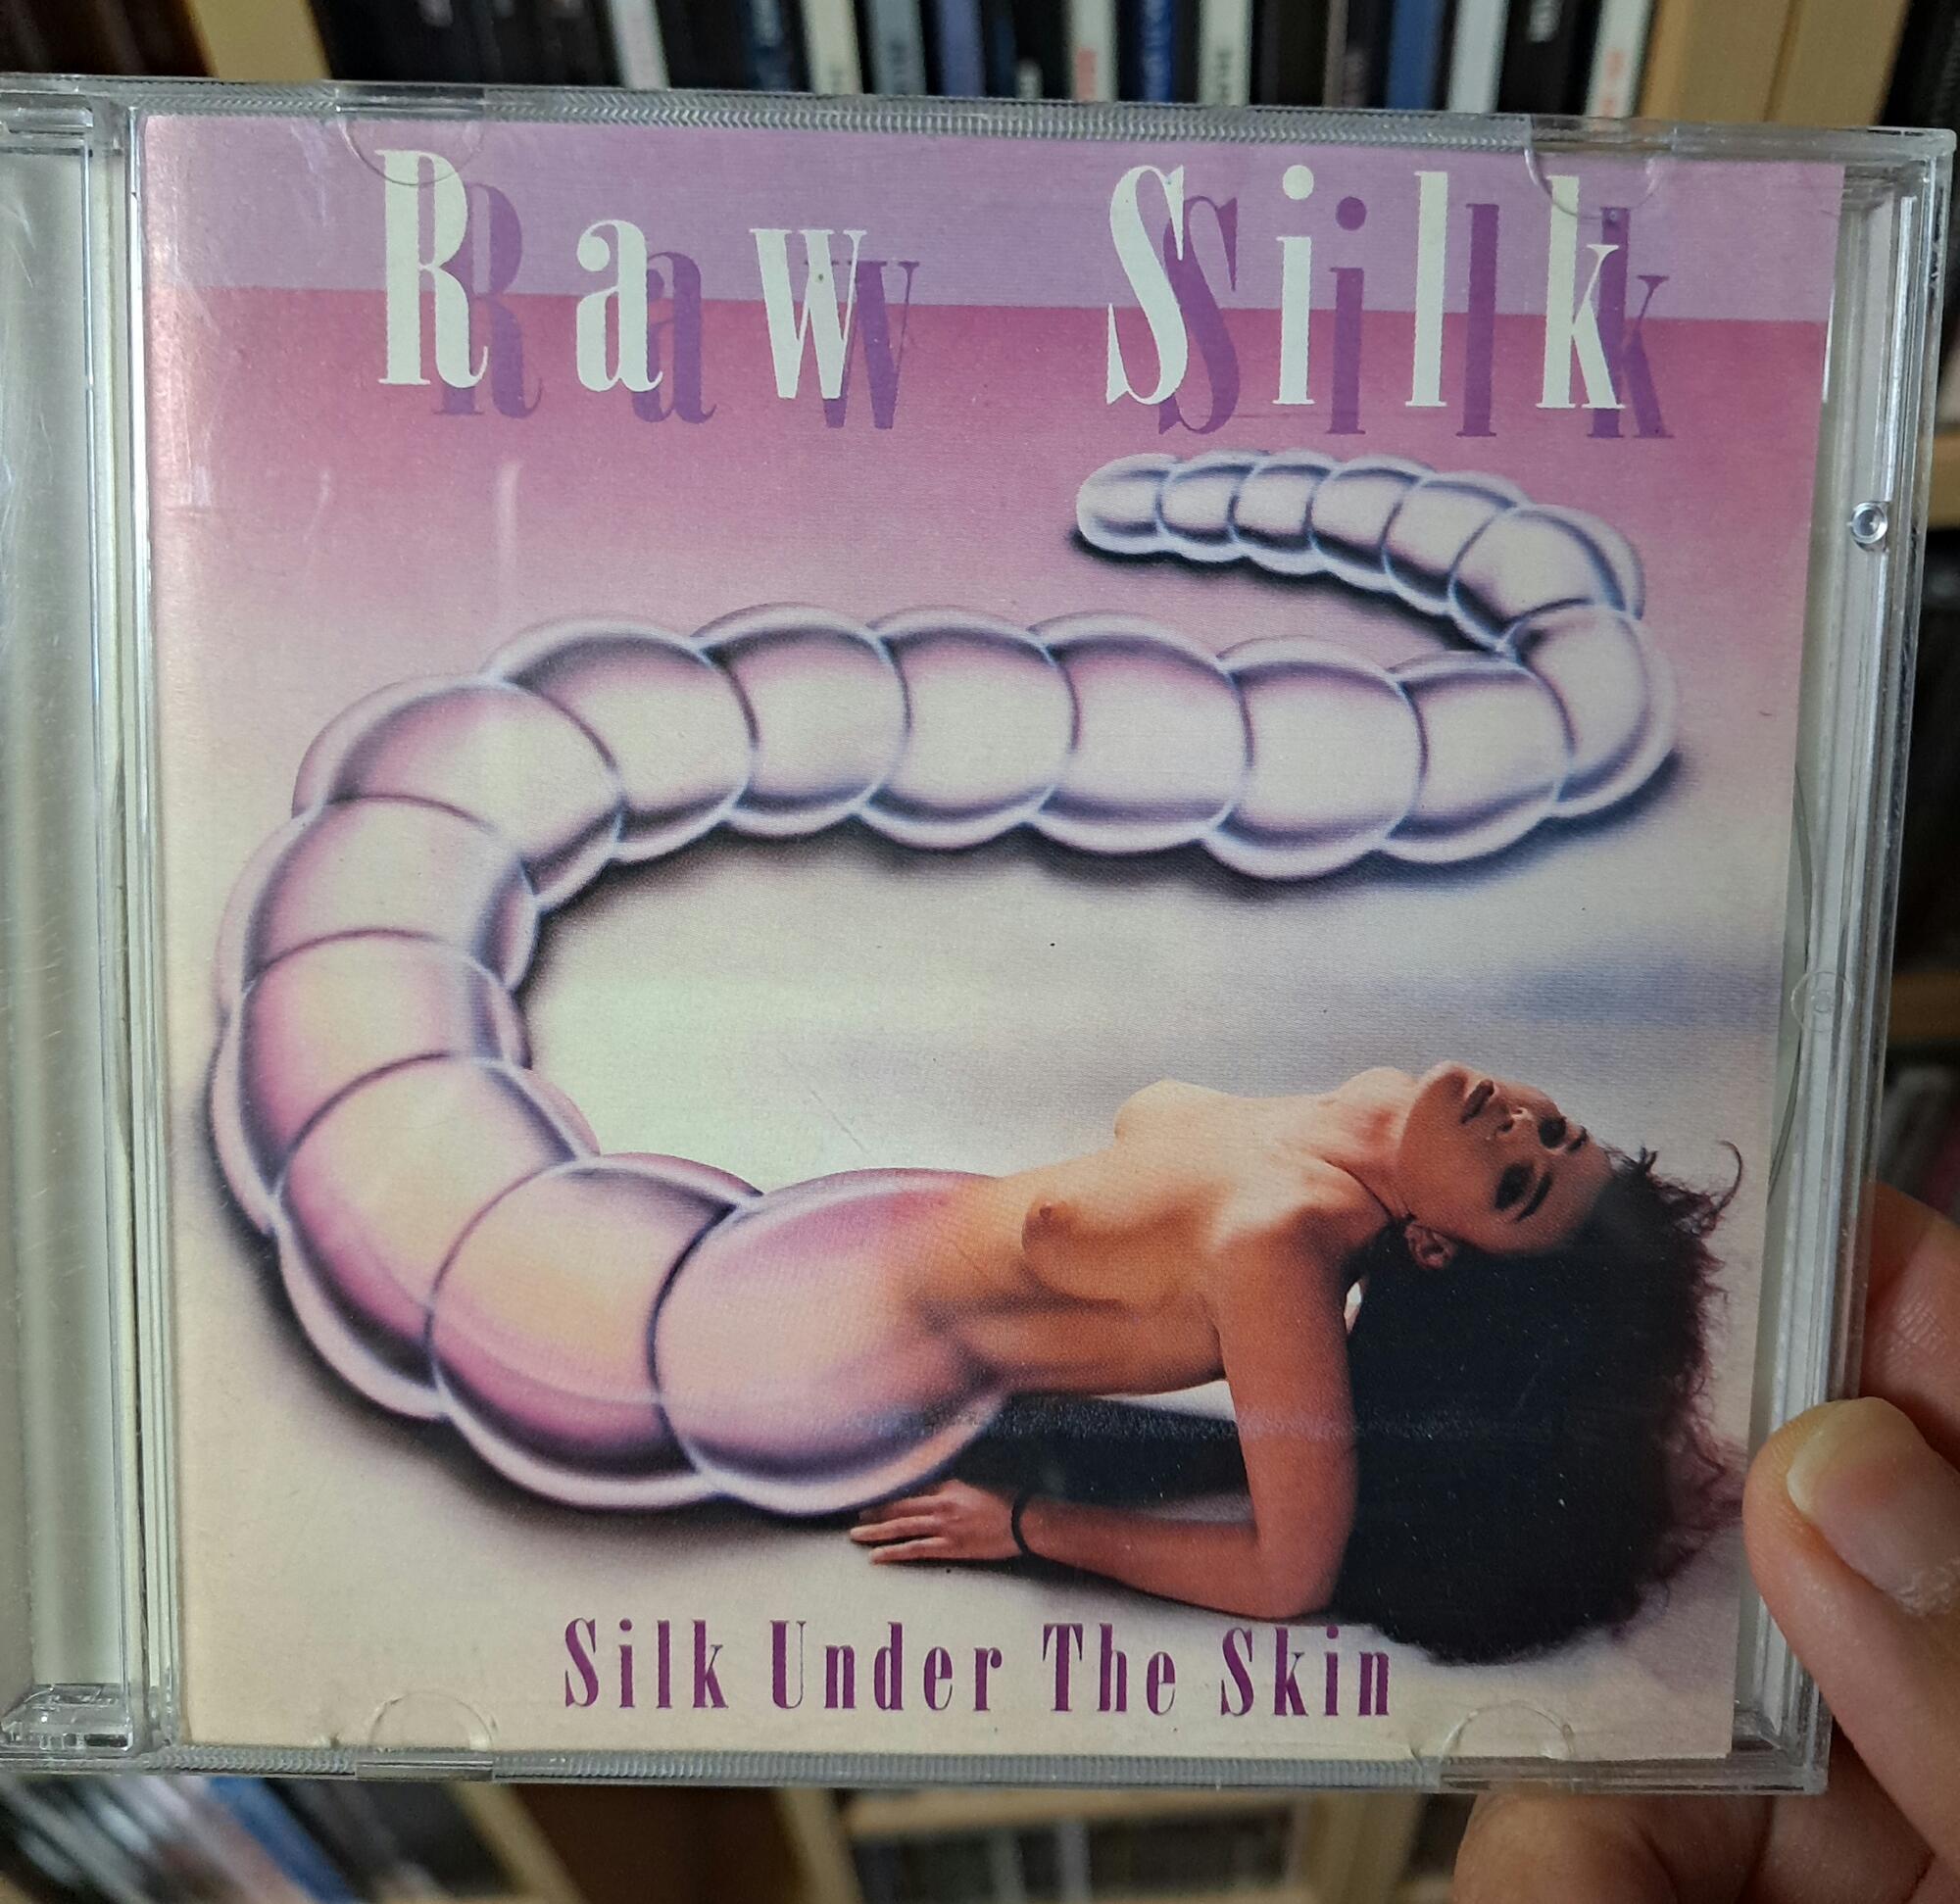 Raw Silk
Silk Under The Skin